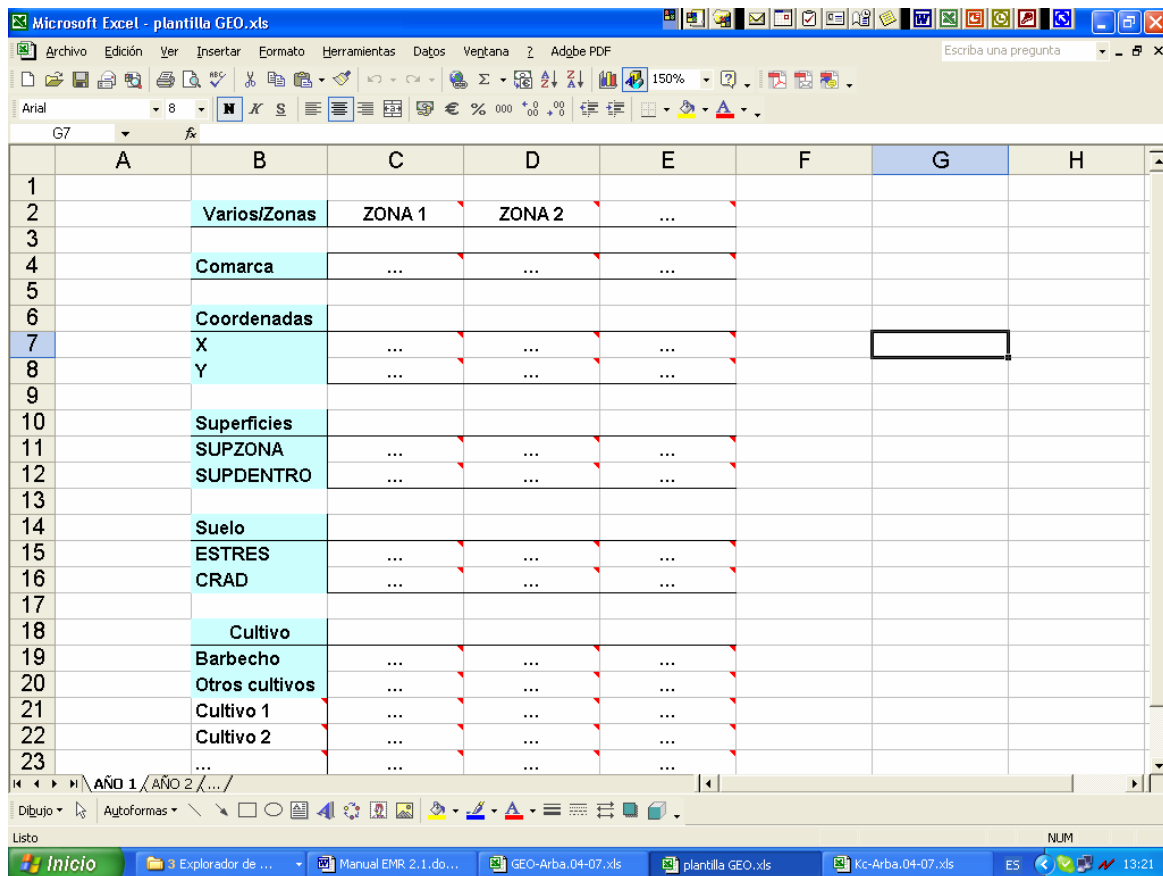 Microsoft Excel - plantilla GEO.xls
Archivo Edición Ver Insertar Formato Herramientas Datos Ventana ? Adobe PDF Escriba una pregunta
150%
Arial 8 N K S € % 000
G7 fx
A B C D E F G H
1
2 Varios/Zonas ZONA 1 ZONA 2 ...
3
4 Comarca ... ... ...
5
6 Coordenadas
7 X ... ... ...
8 Y ... ... ...
9
10 Superficies
11 SUPZONA ... ... ...
12 SUPDENTRO ... ... ...
13
14 Suelo
15 ESTRES ... ... ...
16 CRAD ... ... ...
17
18 Cultivo
19 Barbecho ... ... ...
20 Otros cultivos ... ... ...
21 Cultivo 1 ... ... ...
22 Cultivo 2 ... ... ...
23 ... ... ... ...
AÑO 1 / AÑO 2 / ... /
Dibujo Autoformas
Listo NUM
Inicio 3 Explorador de ... Manual EMR 2.1.do... GEO-Arba.04-07.xls plantilla GEO.xls Kc-Arba.04-07.xls ES 13:21